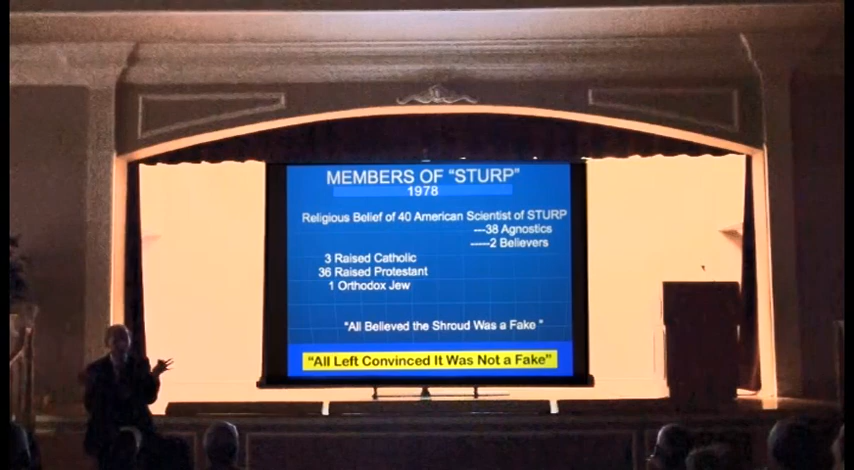 MEMBERS OF “STURP”
1978
Religious Belief of 40 American Scientist of STURP
---38 Agnostics
-----2 Believers
3 Raised Catholic
36 Raised Protestant
1 Orthodox Jew
“All Believed the Shroud Was a Fake ”
“All Left Convinced It Was Not a Fake”